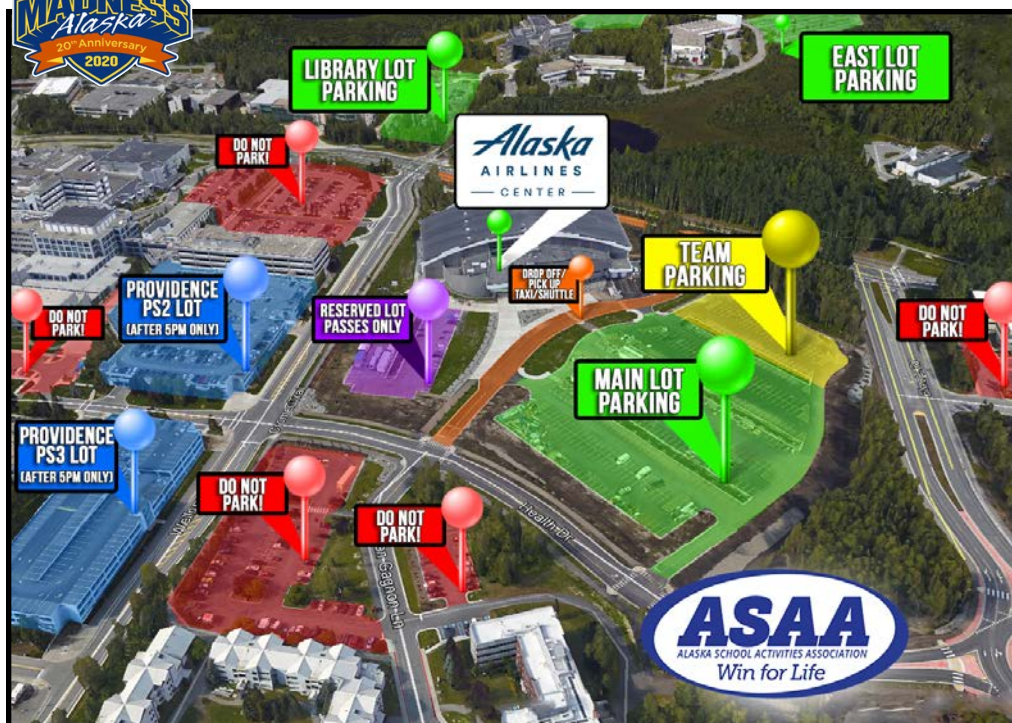 MADNESS
Alaska
20th Anniversary
2020
LIBRARY LOT
PARKING
EAST LOT
PARKING
DO NOT
PARK!
Alaska
AIRLINES
CENTER
TEAM
PARKING
DROP OFF/
PICK UP
TAXI/SHUTTLE
PROVIDENCE
PS2 LOT
(AFTER 5PM ONLY)
RESERVED LOT
PASSES ONLY
DO NOT
PARK!
DO NOT
PARK!
MAIN LOT
PARKING
PROVIDENCE
PS3 LOT
(AFTER 5PM ONLY)
DO NOT
PARK!
DO NOT
PARK!
Health Dr
Gagnon Ln
ASAA
ALASKA SCHOOL ACTIVITIES ASSOCIATION
Win for Life